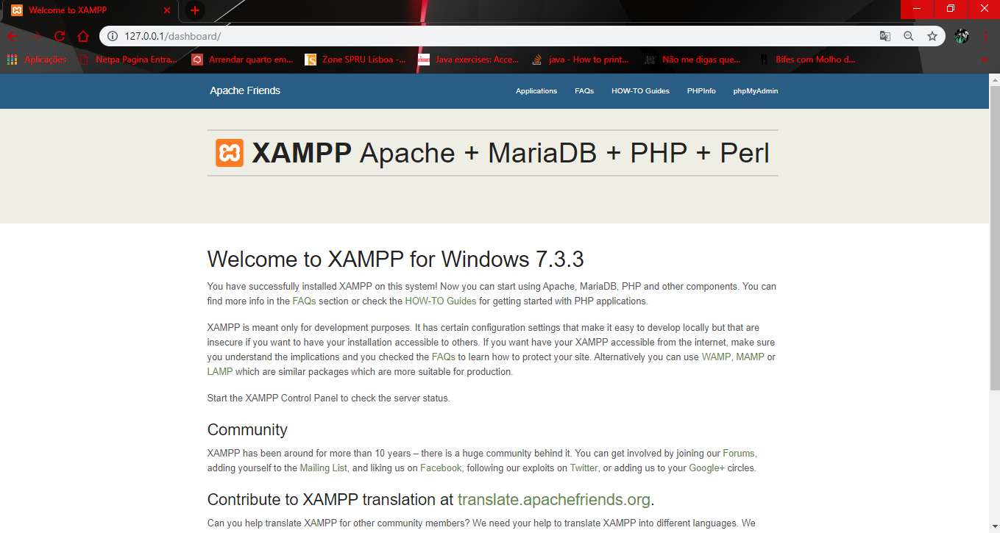 Welcome to XAMPP
127.0.0.1/dashboard/
Aplicações Netpa Pagina Entra... Arrendar quarto em... Zone SPRU Lisboa -... Java exercises: Acce... java - How to print... Não me digas que... Bifes com Molho d...
Apache Friends Applications FAQs HOW-TO Guides PHPInfo phpMyAdmin
XAMPP Apache + MariaDB + PHP + Perl
Welcome to XAMPP for Windows 7.3.3
You have successfully installed XAMPP on this system! Now you can start using Apache, MariaDB, PHP and other components. You can
find more info in the FAQs section or check the HOW-TO Guides for getting started with PHP applications.
XAMPP is meant only for development purposes. It has certain configuration settings that make it easy to develop locally but that are
insecure if you want to have your installation accessible to others. If you want have your XAMPP accessible from the internet, make sure
you understand the implications and you checked the FAQs to learn how to protect your site. Alternatively you can use WAMP, MAMP or
LAMP which are similar packages which are more suitable for production.
Start the XAMPP Control Panel to check the server status.
Community
XAMPP has been around for more than 10 years – there is a huge community behind it. You can get involved by joining our Forums,
adding yourself to the Mailing List, and liking us on Facebook, following our exploits on Twitter, or adding us to your Google+ circles.
Contribute to XAMPP translation at translate.apachefriends.org.
Can you help translate XAMPP for other community members? We need your help to translate XAMPP into different languages. We